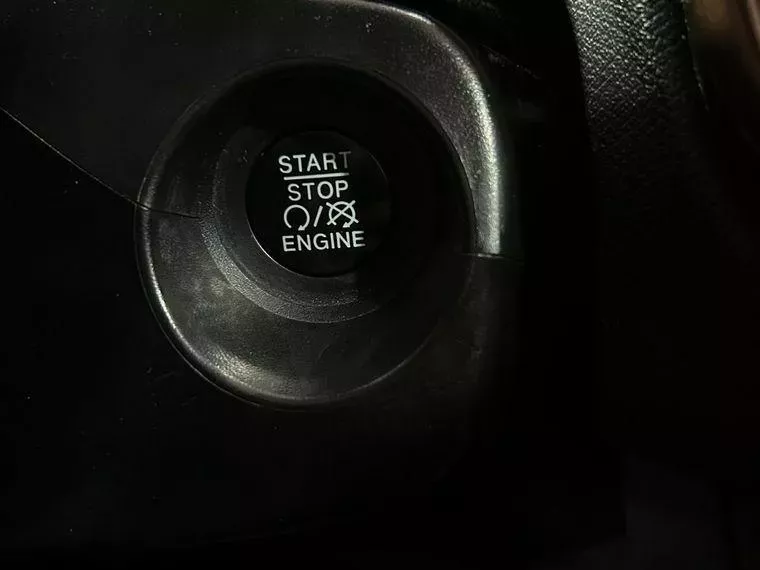 START
STOP
/
ENGINE